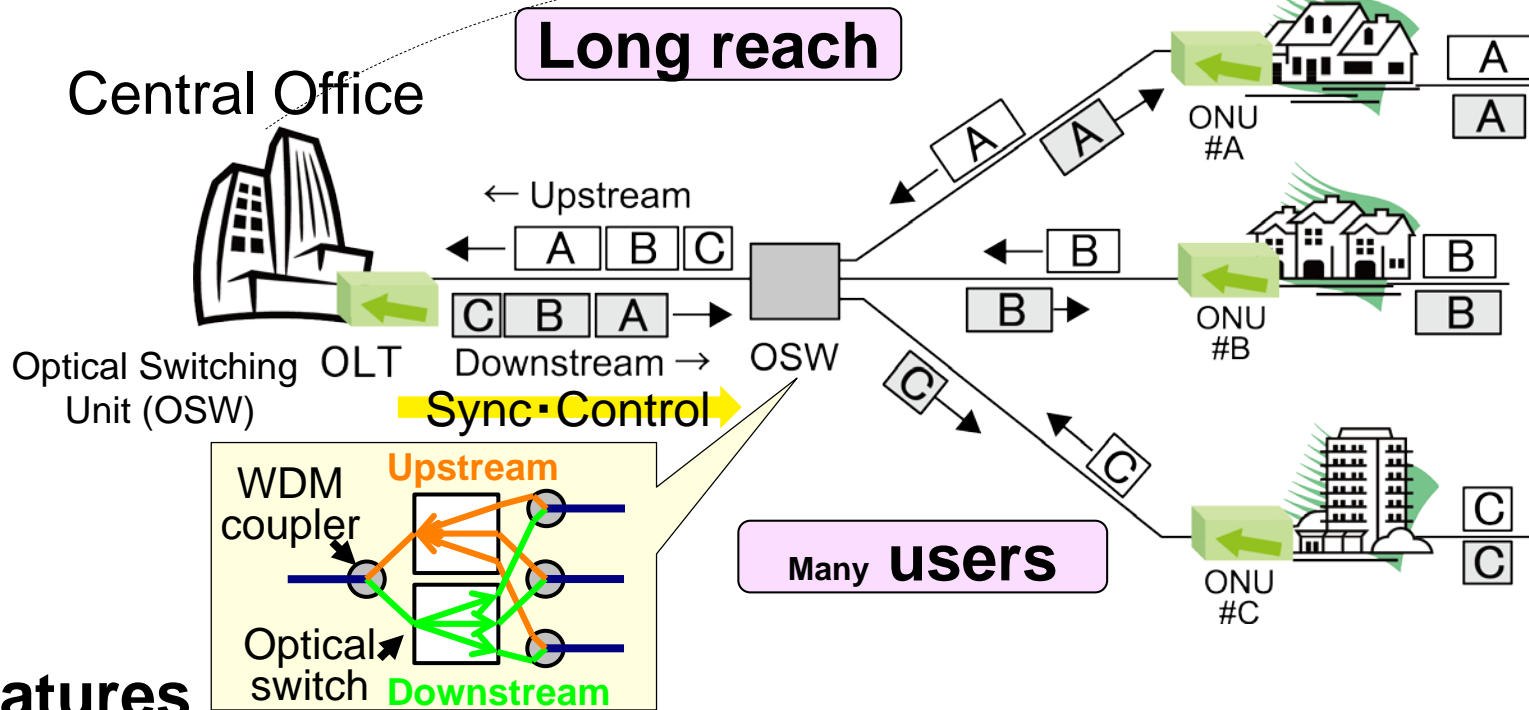 Long reach
Central Office
← Upstream
A B C
C B A
Downstream →
OLT
OSW
Optical Switching
Unit (OSW)
Sync・Control
A
A
ONU
#A
A
A
B
B
ONU
#B
B
B
C
C
ONU
#C
C
C
Upstream
WDM
coupler
Optical
switch
Downstream
Many users
atures